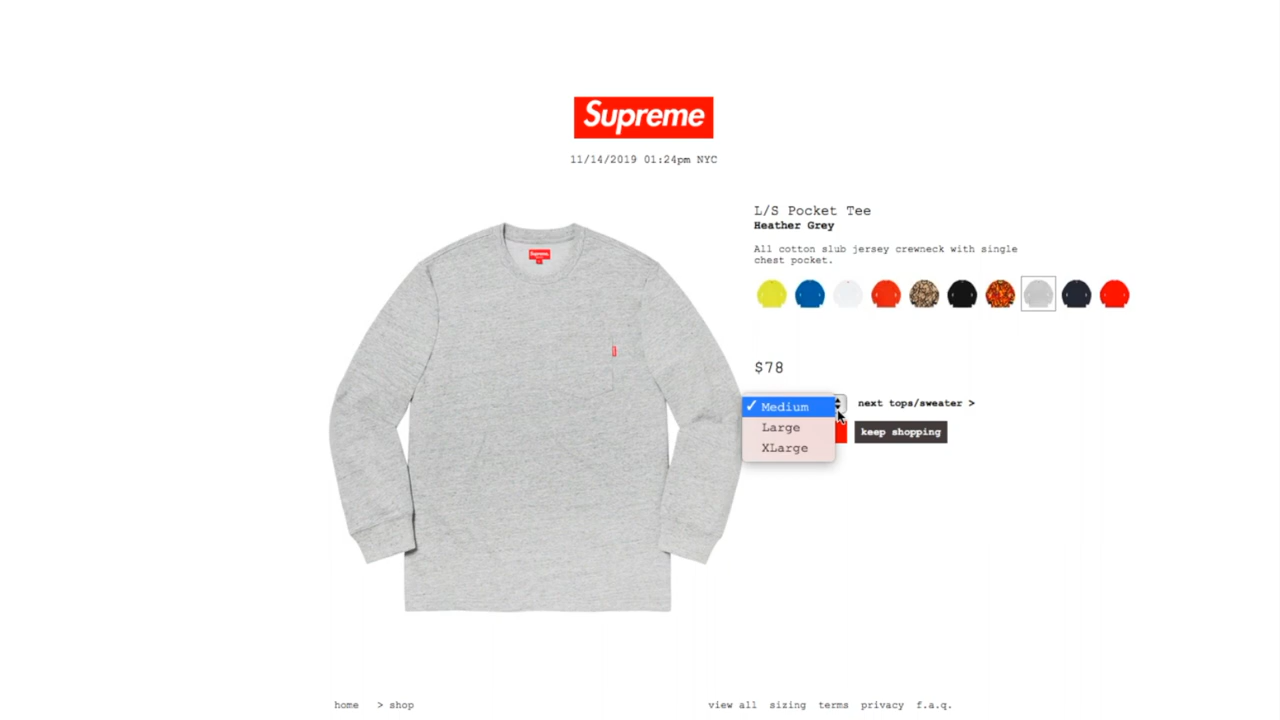 Supreme
11/14/2019 01:24pm NYC
L/S Pocket Tee
Heather Grey
All cotton slub jersey crewneck with single
chest pocket.
Supreme
$78
✓ Medium
Large
XLarge
next tops/sweater >
keep shopping
home > shop
view all sizing terms privacy f.a.q.